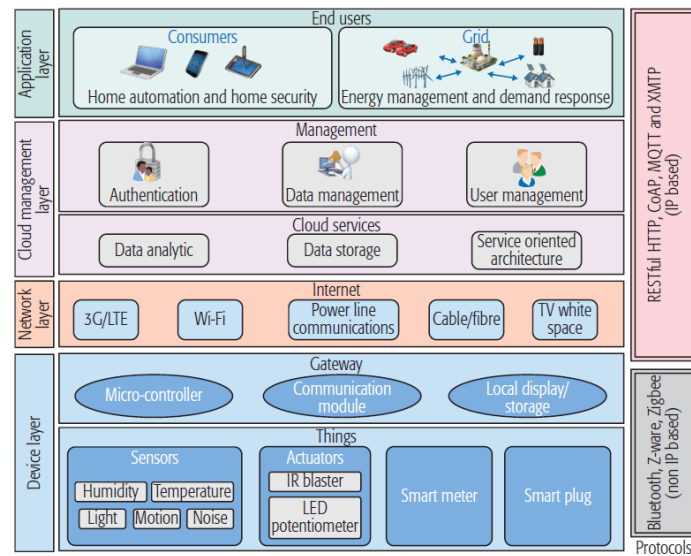 Application
layer
End users
Consumers
Home automation and home security
Grid
Energy management and demand response
Cloud management
layer
Management
Authentication
Data management
User management
Cloud services
Data analytic
Data storage
Service oriented
architecture
Network
layer
Internet
3G/LTE
Wi-Fi
Power line
communications
Cable/fibre
TV white
space
Device layer
Gateway
Micro-controller
Communication
module
Local display/
storage
Things
Sensors
Humidity
Temperature
Light
Motion
Noise
Actuators
IR blaster
LED
potentiometer
Smart meter
Smart plug
RESTful HTTP, CoAP, MQTT and XMTP
(IP based)
Bluetooth, Z-ware, Zigbee
(non IP based)
Protocols